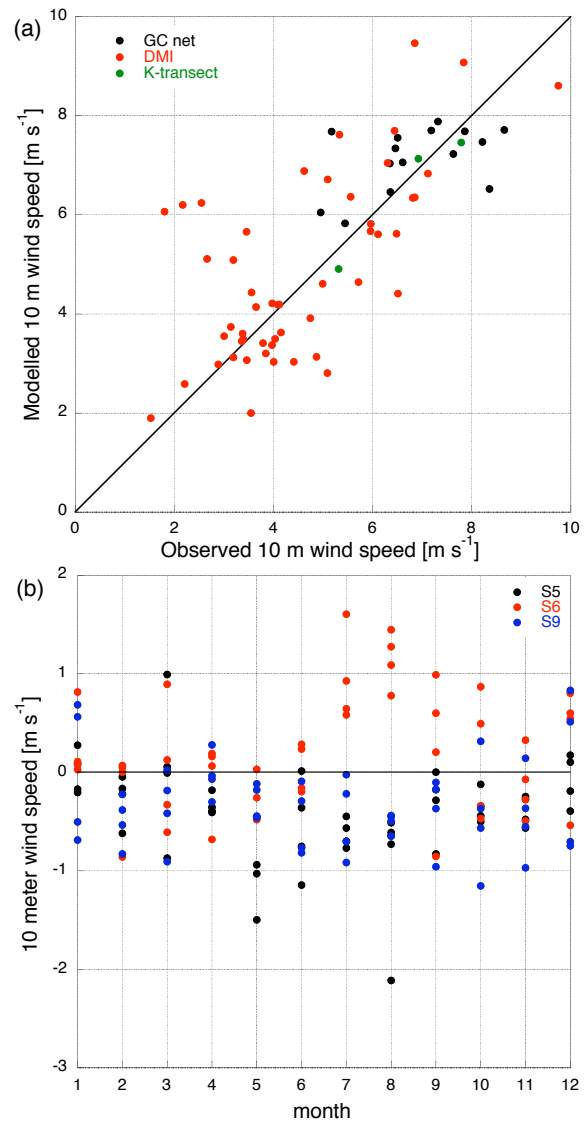 (a)
10
GC net
DMI
K-transect
8
6
4
2
0
Modelled 10 m wind speed [m s⁻¹]
0 2 4 6 8 10
Observed 10 m wind speed [m s⁻¹]
(b)
2
S5
S6
S9
1
0
-1
-2
-3
10 meter wind speed [m s⁻¹]
1 2 3 4 5 6 7 8 9 10 11 12
month